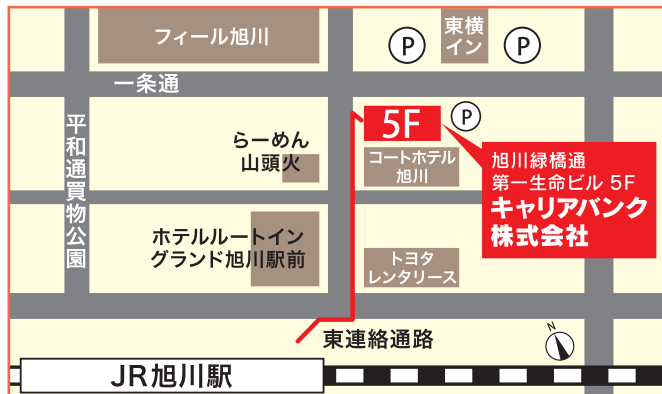 フィール旭川
東横
イン
P
P
一条通
平和通買物公園
5F
P
らーめん
山頭火
コートホテル
旭川
旭川緑橋通
第一生命ビル 5F
キャリアバンク
株式会社
ホテルルートイン
グランド旭川駅前
トヨタ
レンタリース
東連絡通路
N
JR旭川駅